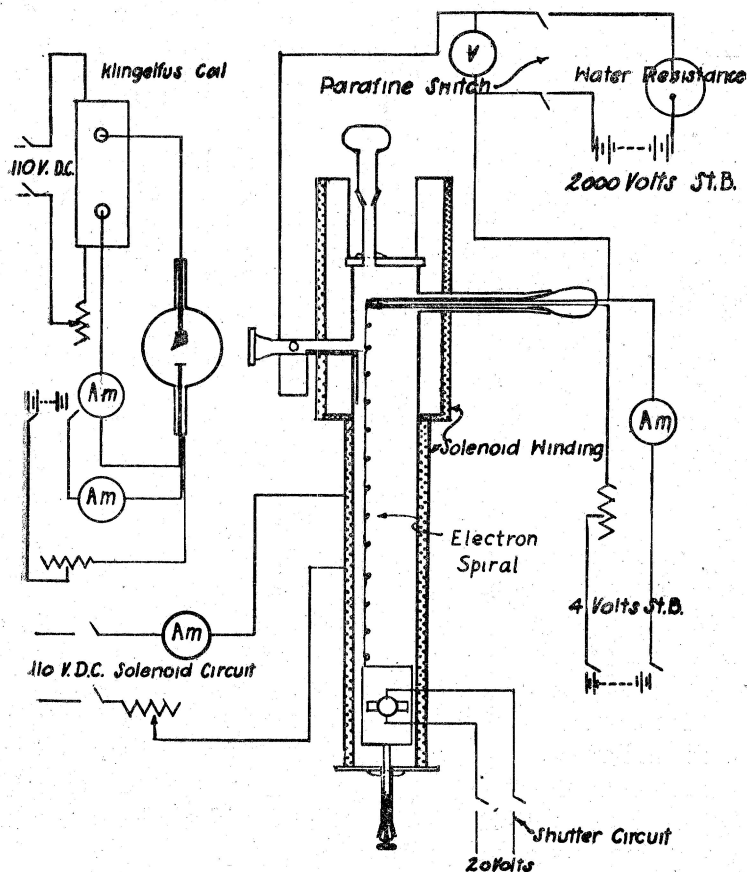 Klingelfus Coil
V
Parafine Switch
Water Resistance
110 V. D.C.
2000 Volts St.B.
Am
Am
Am
Solenoid Winding
Electron
Spiral
4 Volts St.B.
Am
110 V.D.C. Solenoid Circuit
Shutter Circuit
20 Volts